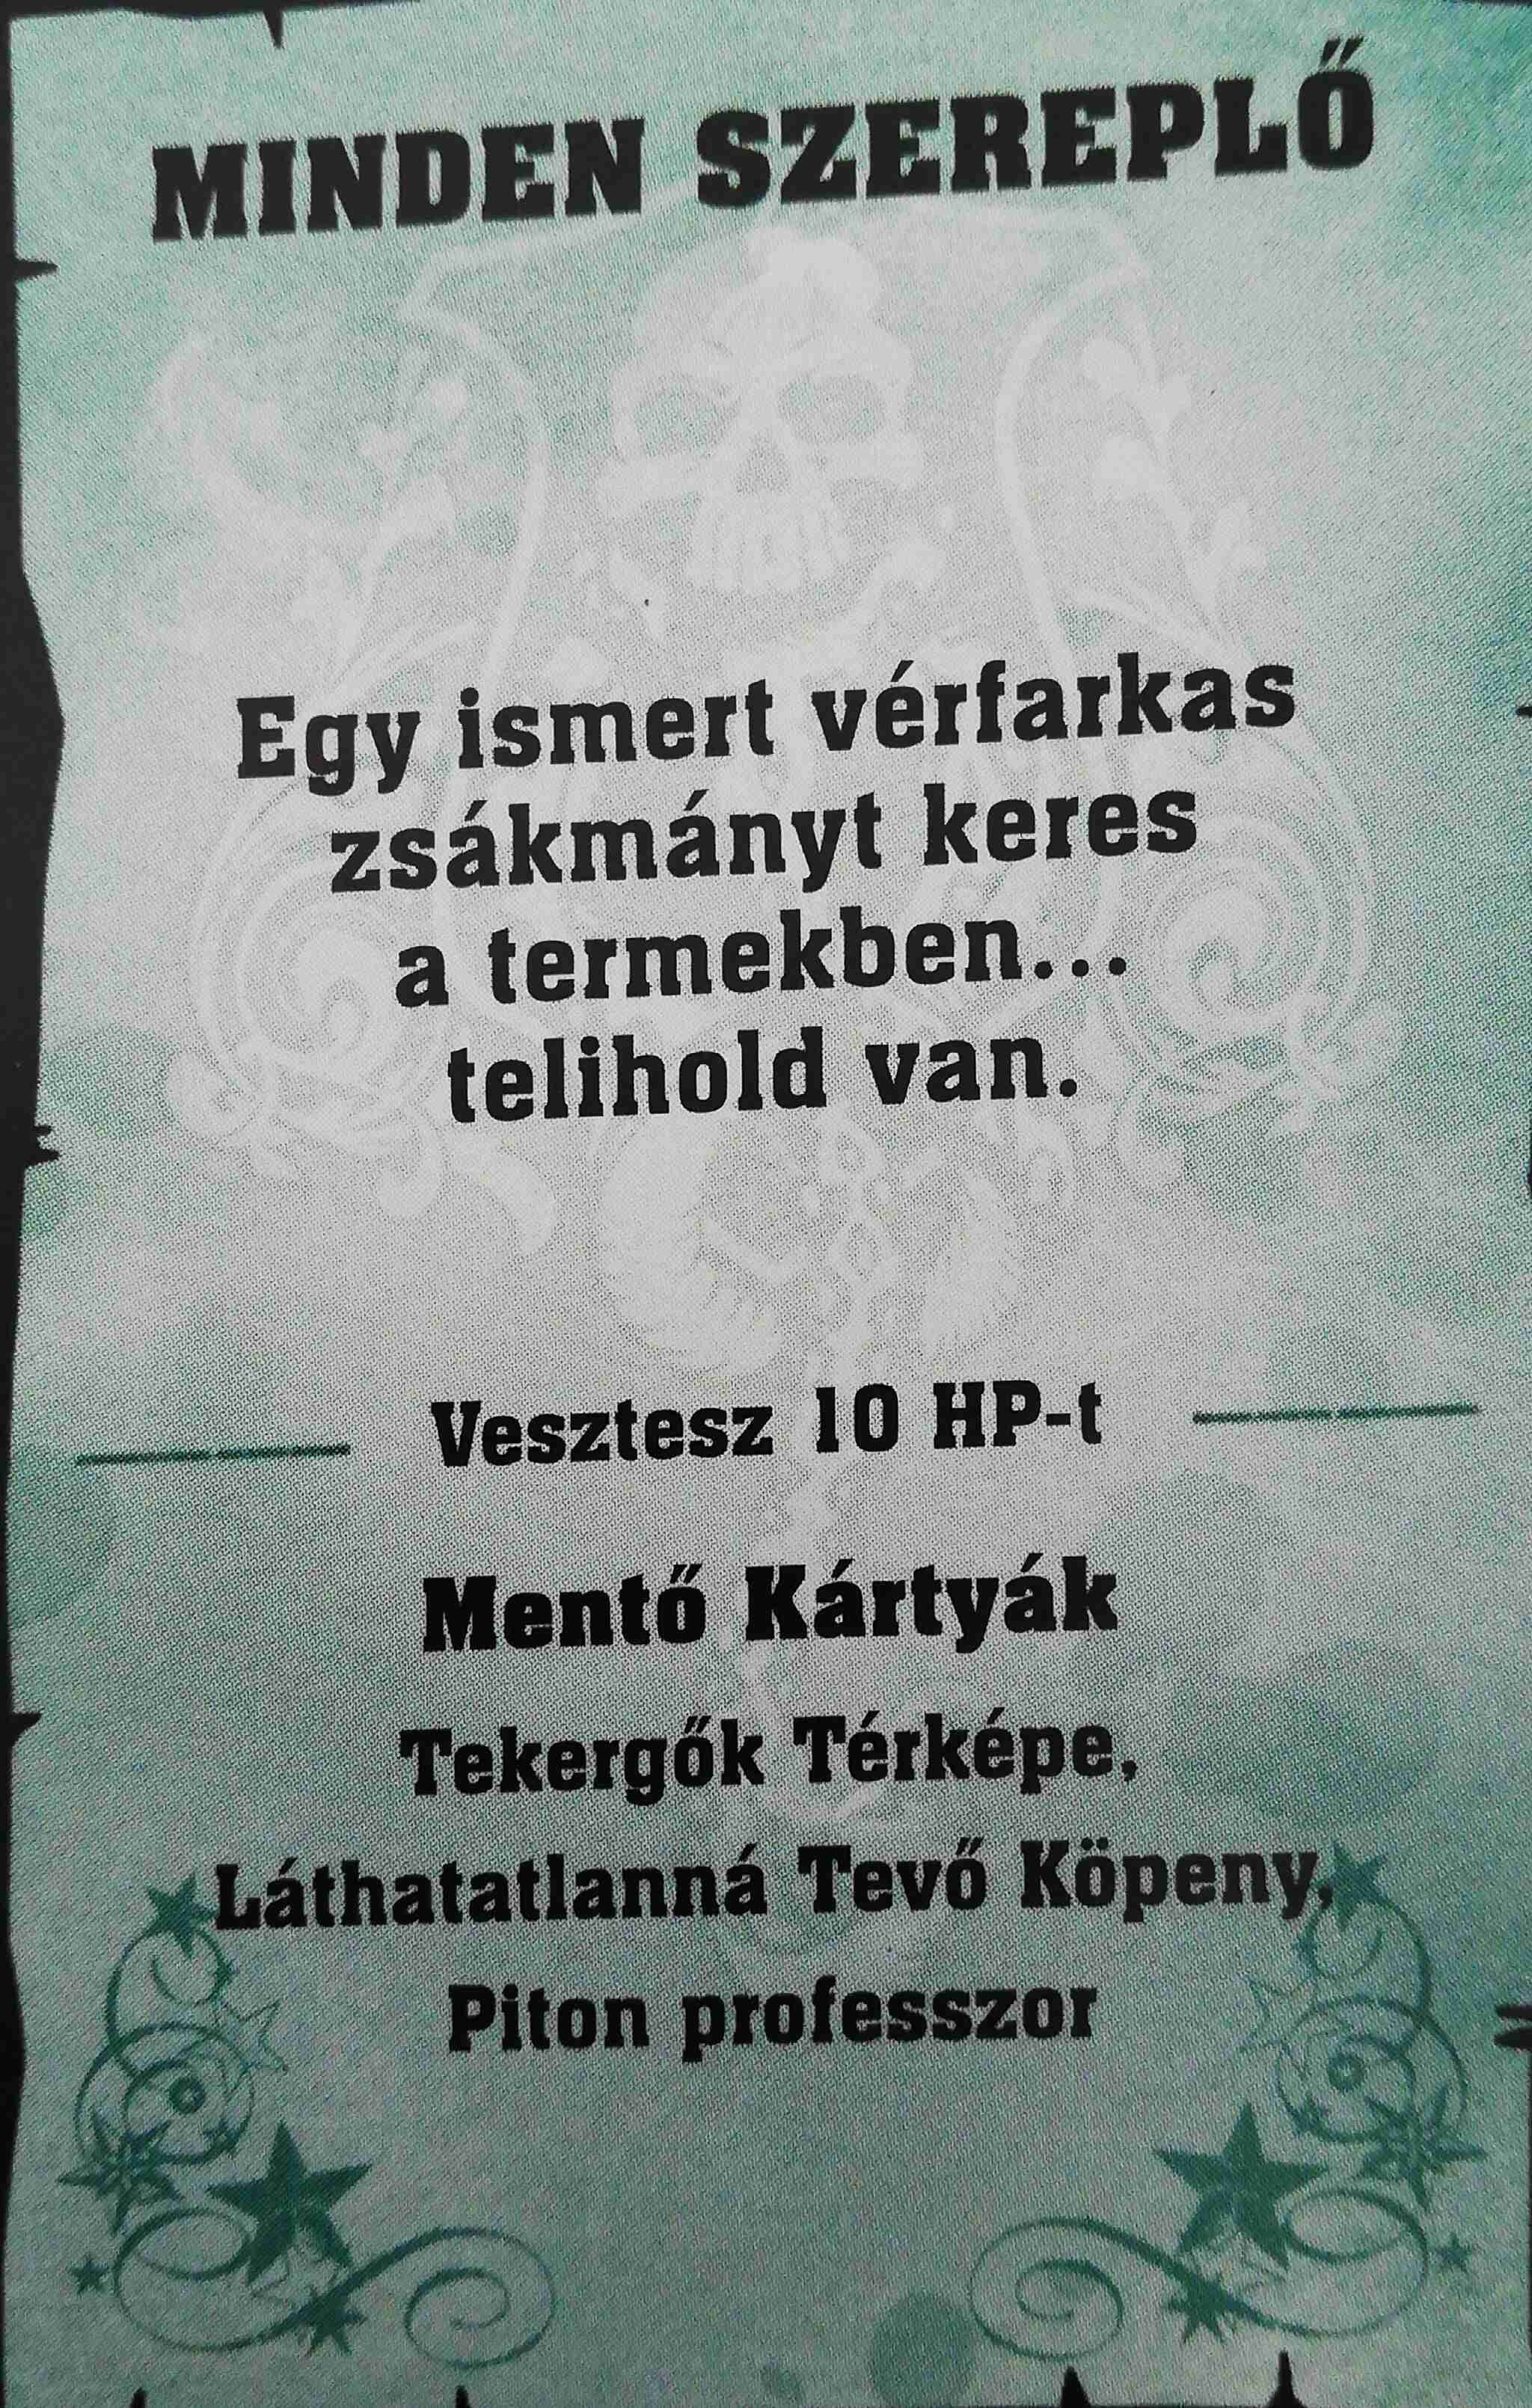 MINDEN SZEREPLŐ
Egy ismert vérfarkas
zsákmányt keres
a termekben...
telihold van.
Vesztesz 10 HP-t
Mentő Kártyák
Tekergők Térképe,
Láthatatlanná Tevő Köpeny,
Piton professzor